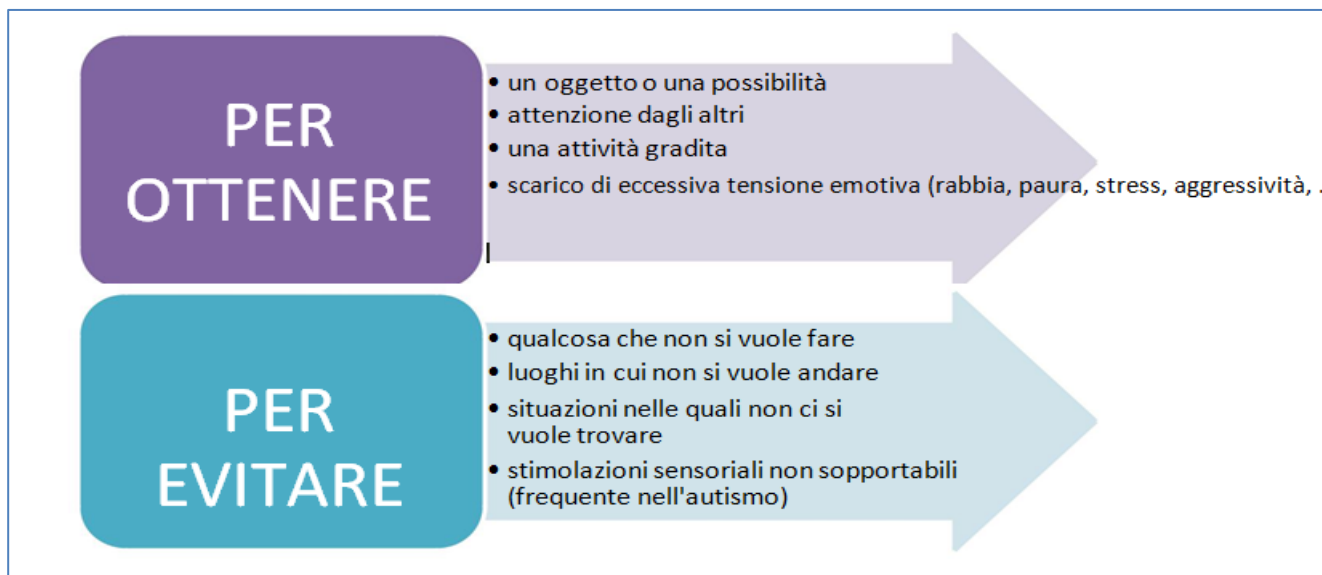 PER
OTTENERE
• un oggetto o una possibilità
• attenzione dagli altri
• una attività gradita
• scarico di eccessiva tensione emotiva (rabbia, paura, stress, aggressività, .
PER
EVITARE
• qualcosa che non si vuole fare
• luoghi in cui non si vuole andare
• situazioni nelle quali non ci si
vuole trovare
• stimolazioni sensoriali non sopportabili
(frequente nell'autismo)